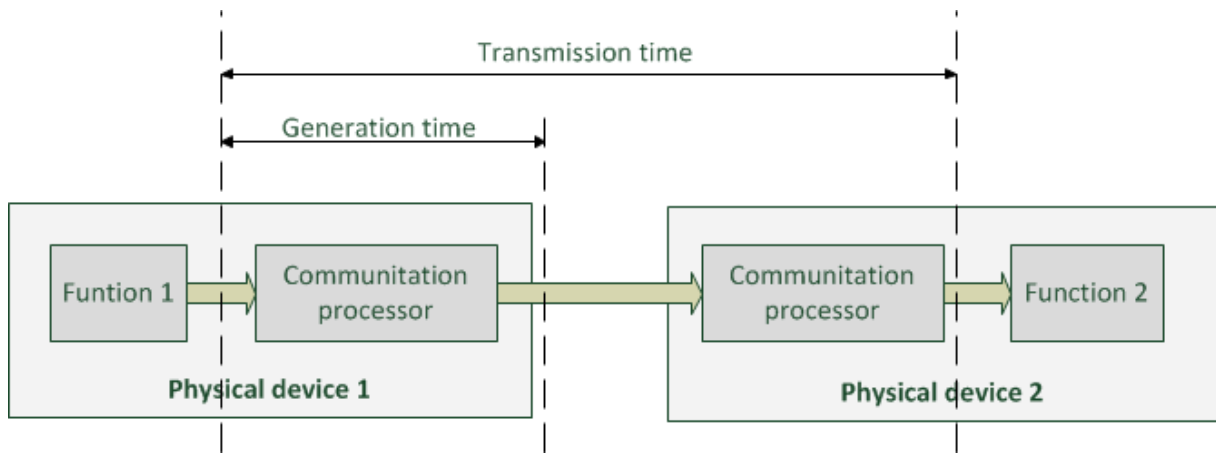 Transmission time
Generation time
Funtion 1
Communitation
processor
Communitation
processor
Function 2
Physical device 1
Physical device 2